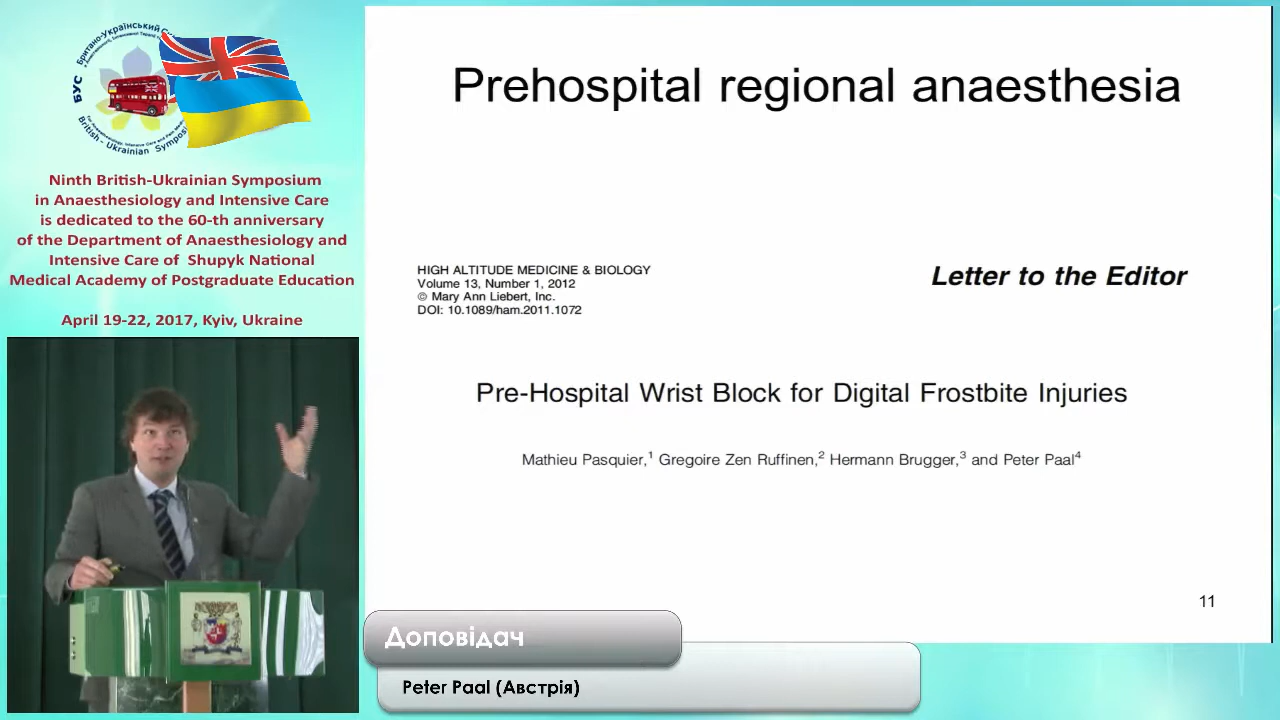 Британо-Український
БУС
British - Ukrainian Symposi
Ninth British-Ukrainian Symposium
in Anaesthesiology and Intensive Care
is dedicated to the 60-th anniversary
of the Department of Anaesthesiology and
Intensive Care of Shupyk National
Medical Academy of Postgraduate Education
April 19-22, 2017, Kyiv, Ukraine
Prehospital regional anaesthesia
HIGH ALTITUDE MEDICINE & BIOLOGY
Volume 13, Number 1, 2012
© Mary Ann Liebert, Inc.
DOI: 10.1089/ham.2011.1072
Letter to the Editor
Pre-Hospital Wrist Block for Digital Frostbite Injuries
Mathieu Pasquier,1 Gregoire Zen Ruffinen,2 Hermann Brugger,3 and Peter Paal4
11
Доповідач
Peter Paal (Австрія)